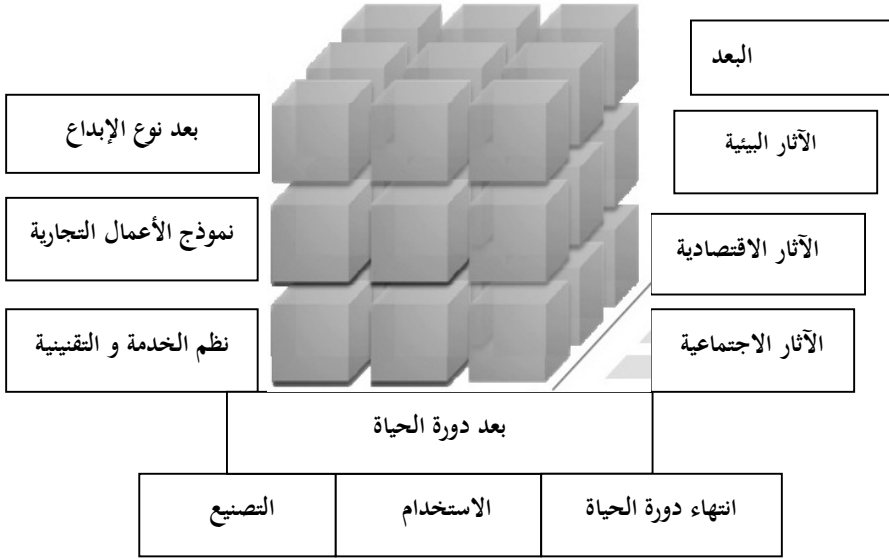 البعد
بعد نوع الإبداع
الآثار البيئية
نموذج الأعمال التجارية
الآثار الاقتصادية
نظم الخدمة و التقنينية
الآثار الاجتماعية
بعد دورة الحياة
انتهاء دورة الحياة
الاستخدام
التصنيع